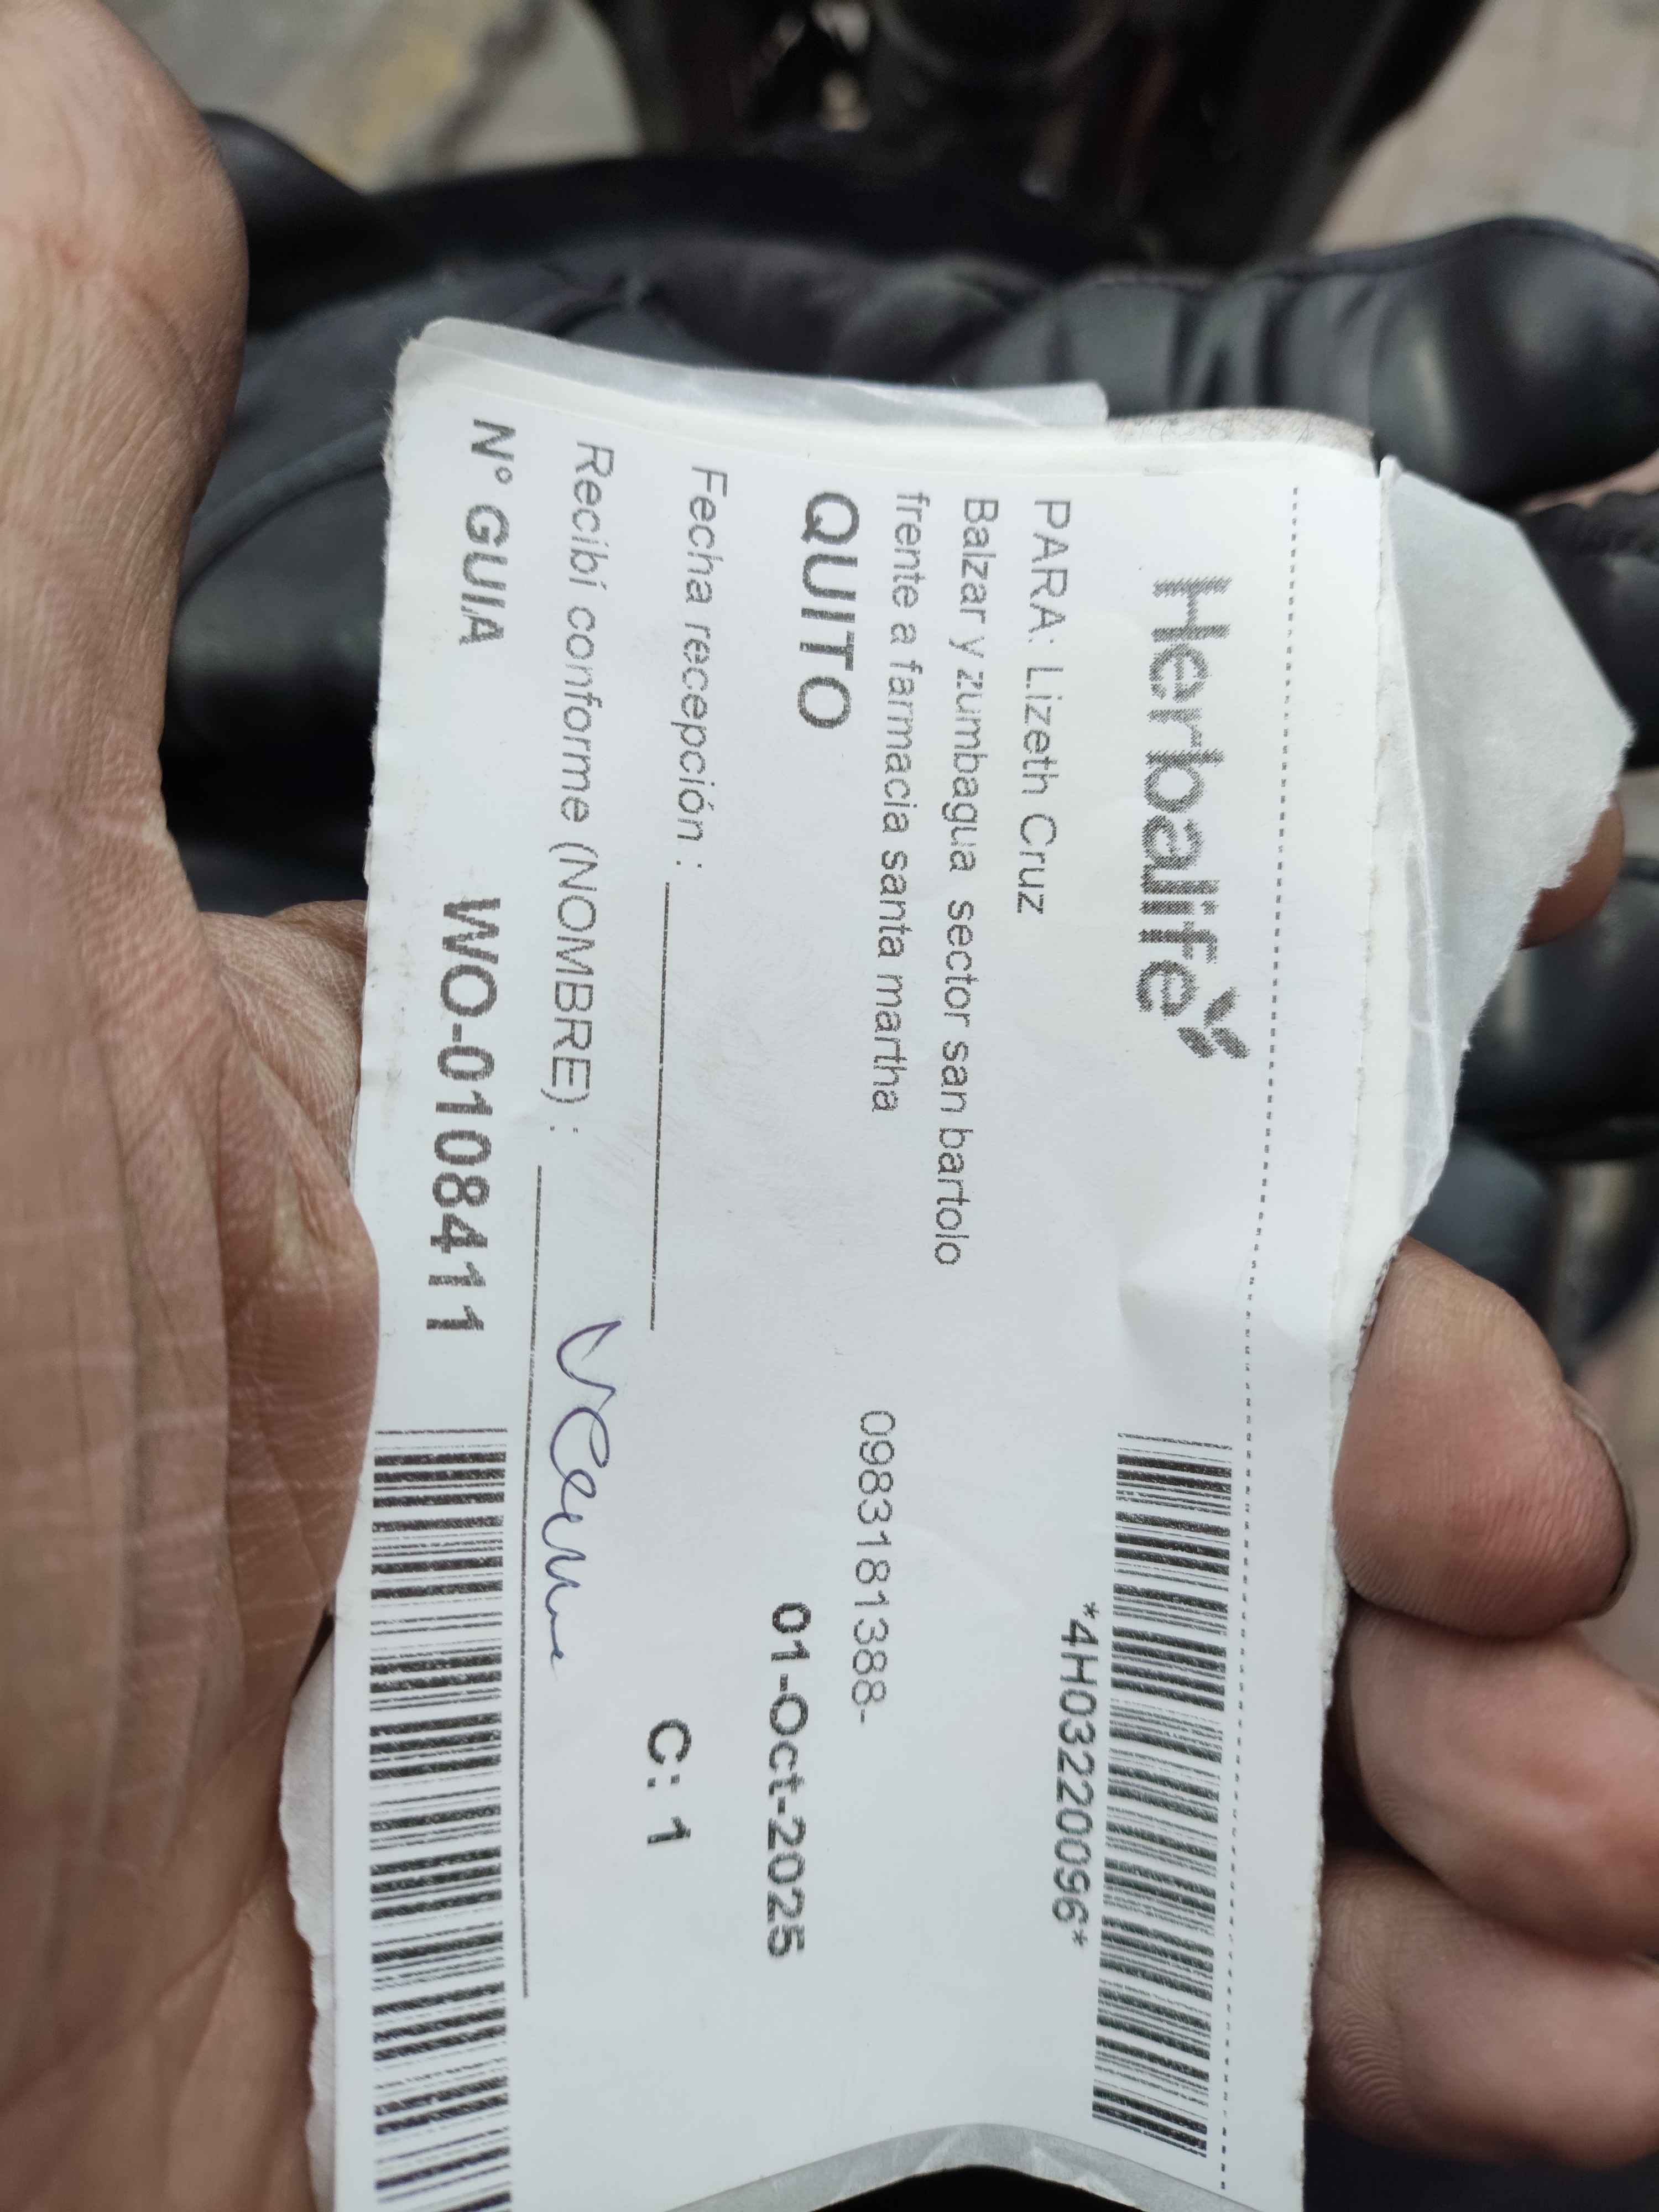 Herbalife
*4H03220096*
PARA: Lizeth Cruz
Balzar y zumbagua sector san bartolo
frente a farmacia santa martha 0983181388-
QUITO 01-Oct-2025
Fecha recepción :
C: 1
Recibí conforme (NOMBRE) :
N° GUIA WO-0108411